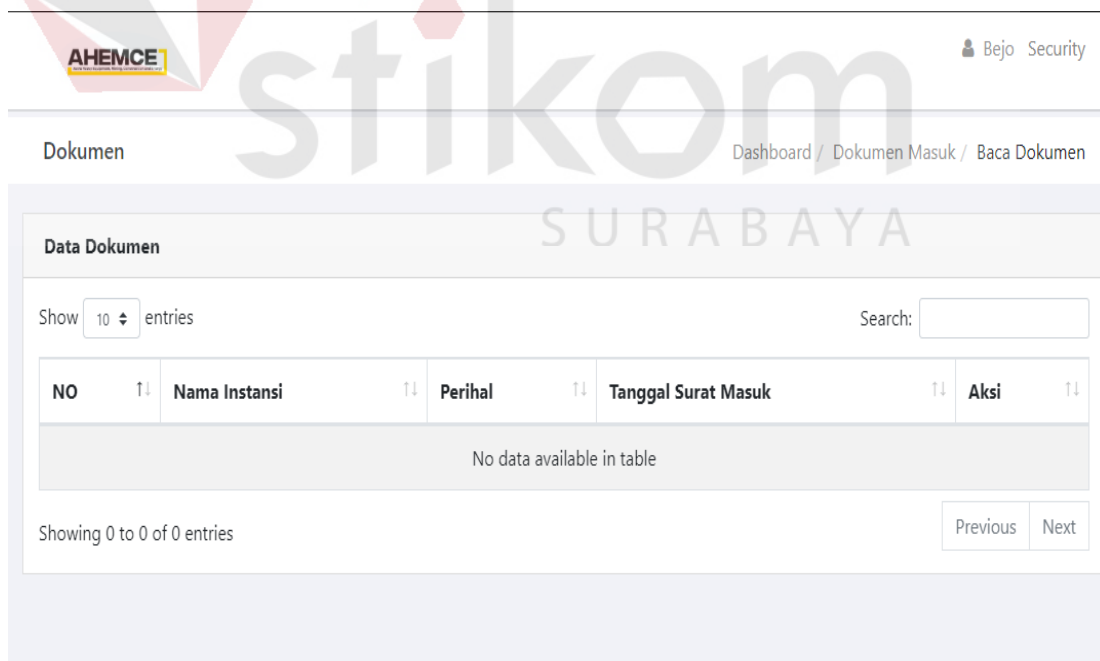 AHEMCE
Bejo Security
stikom
SURABAYA
Dokumen
Dashboard / Dokumen Masuk / Baca Dokumen
Data Dokumen
Show 10 entries
Search:
NO Nama Instansi Perihal Tanggal Surat Masuk Aksi
No data available in table
Showing 0 to 0 of 0 entries
Previous Next